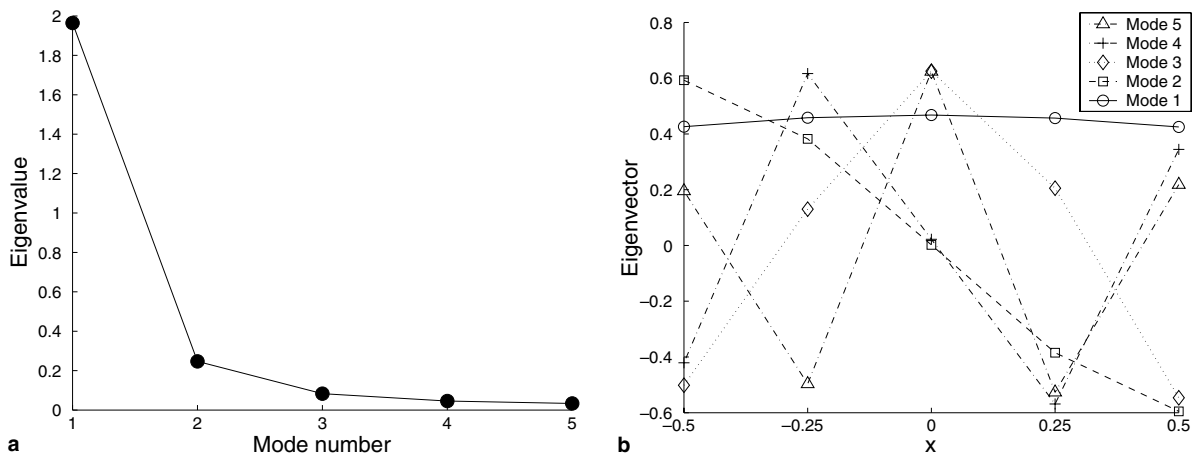 2
1.8
1.6
1.4
1.2
1
0.8
0.6
0.4
0.2
0
Eigenvalue
1 2 3 4 5
Mode number
a
0.8
0.6
0.4
0.2
0
−0.2
−0.4
−0.6
Eigenvector
Mode 5
Mode 4
Mode 3
Mode 2
Mode 1
−0.5 −0.25 0 0.25 0.5
x
b